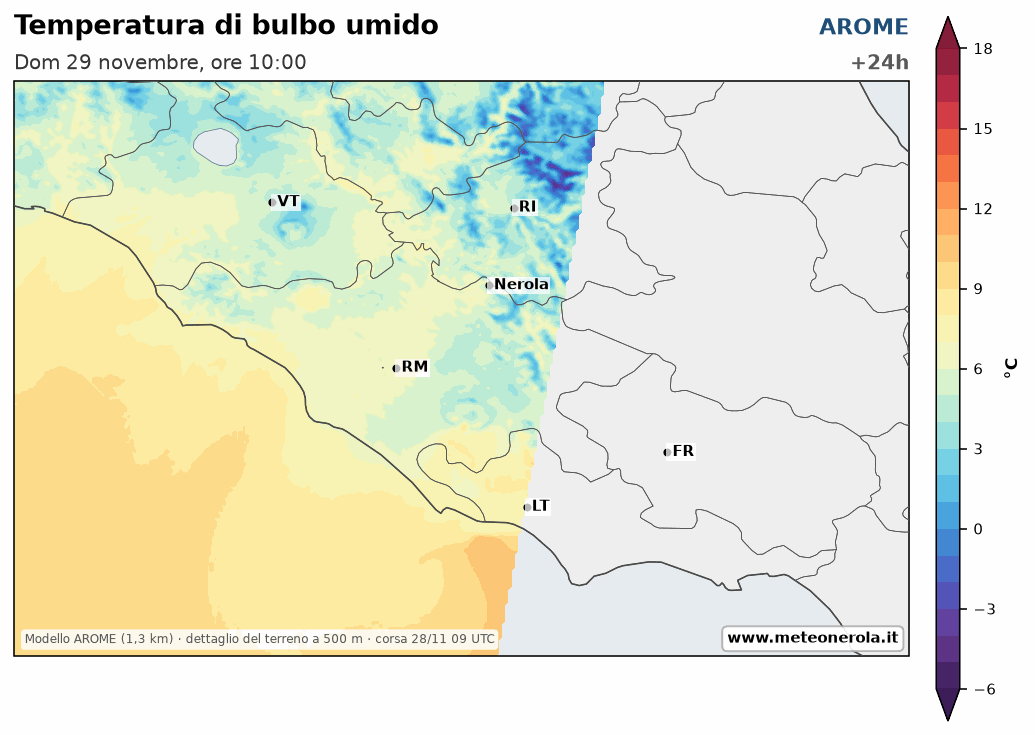 Temperatura di bulbo umido
AROME
Dom 29 novembre, ore 10:00
+24h
VT
RI
Nerola
RM
FR
LT
Modello AROME (1,3 km) · dettaglio del terreno a 500 m · corsa 28/11 09 UTC
www.meteonerola.it
18
15
12
9
6
3
0
−3
−6
°C